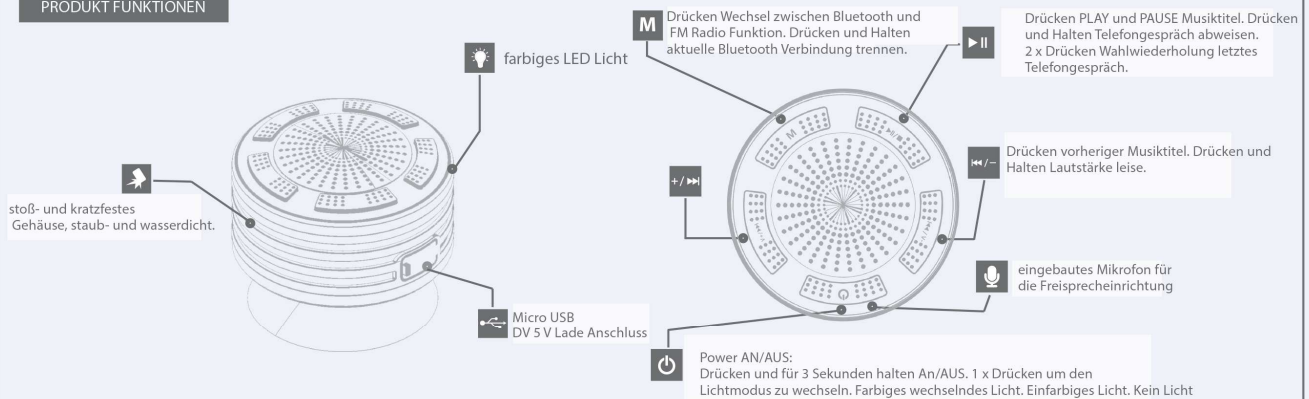 PRODUKT FUNKTIONEN
farbiges LED Licht
stoß- und kratzfestes
Gehäuse, staub- und wasserdicht.
Micro USB
DV 5 V Lade Anschluss
M
Drücken Wechsel zwischen Bluetooth und
FM Radio Funktion. Drücken und Halten
aktuelle Bluetooth Verbindung trennen.
Drücken PLAY und PAUSE Musiktitel. Drücken
und Halten Telefongespräch abweisen.
2 x Drücken Wahlwiederholung letztes
Telefongespräch.
M
+/⏭
⏮/−
Drücken vorheriger Musiktitel. Drücken und
Halten Lautstärke leise.
eingebautes Mikrofon für
die Freisprecheinrichtung
Power AN/AUS:
Drücken und für 3 Sekunden halten An/AUS. 1 x Drücken um den
Lichtmodus zu wechseln. Farbiges wechselndes Licht. Einfarbiges Licht. Kein Licht